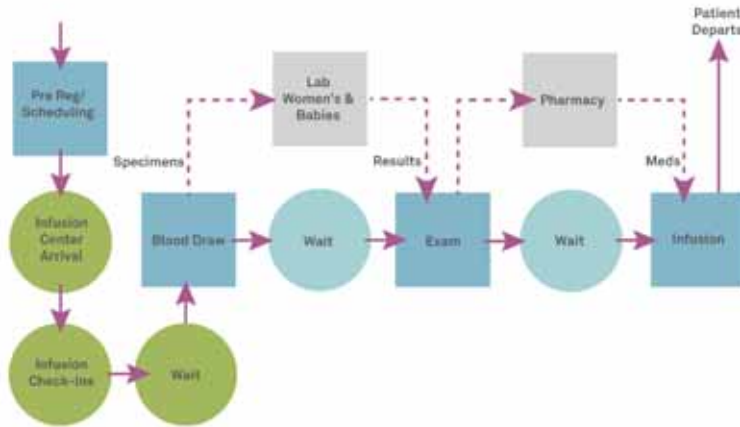 Patient
Departs
Pre Reg/
Scheduling
Lab
Women's &
Babies
Pharmacy
Specimens
Results
Meds
Infusion
Center
Arrival
Blood Draw
Wait
Exam
Wait
Infusion
Infusion
Check-ins
Wait